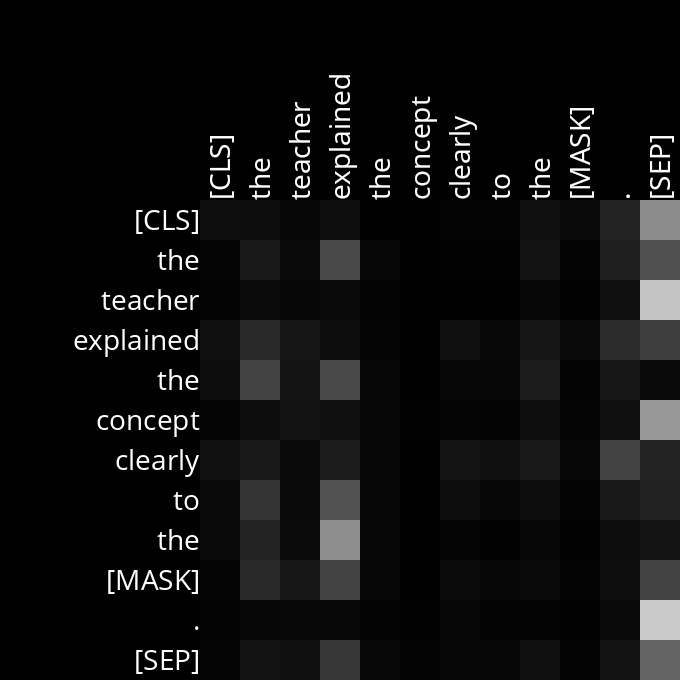 [CLS] the teacher explained the concept clearly to the [MASK] . [SEP]
[CLS]
the
teacher
explained
the
concept
clearly
to
the
[MASK]
.
[SEP]